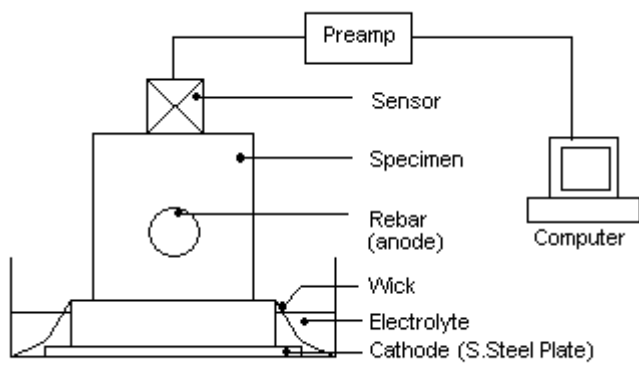 Preamp
Sensor
Specimen
Rebar
(anode)
Computer
Wick
Electrolyte
Cathode (S.Steel Plate)